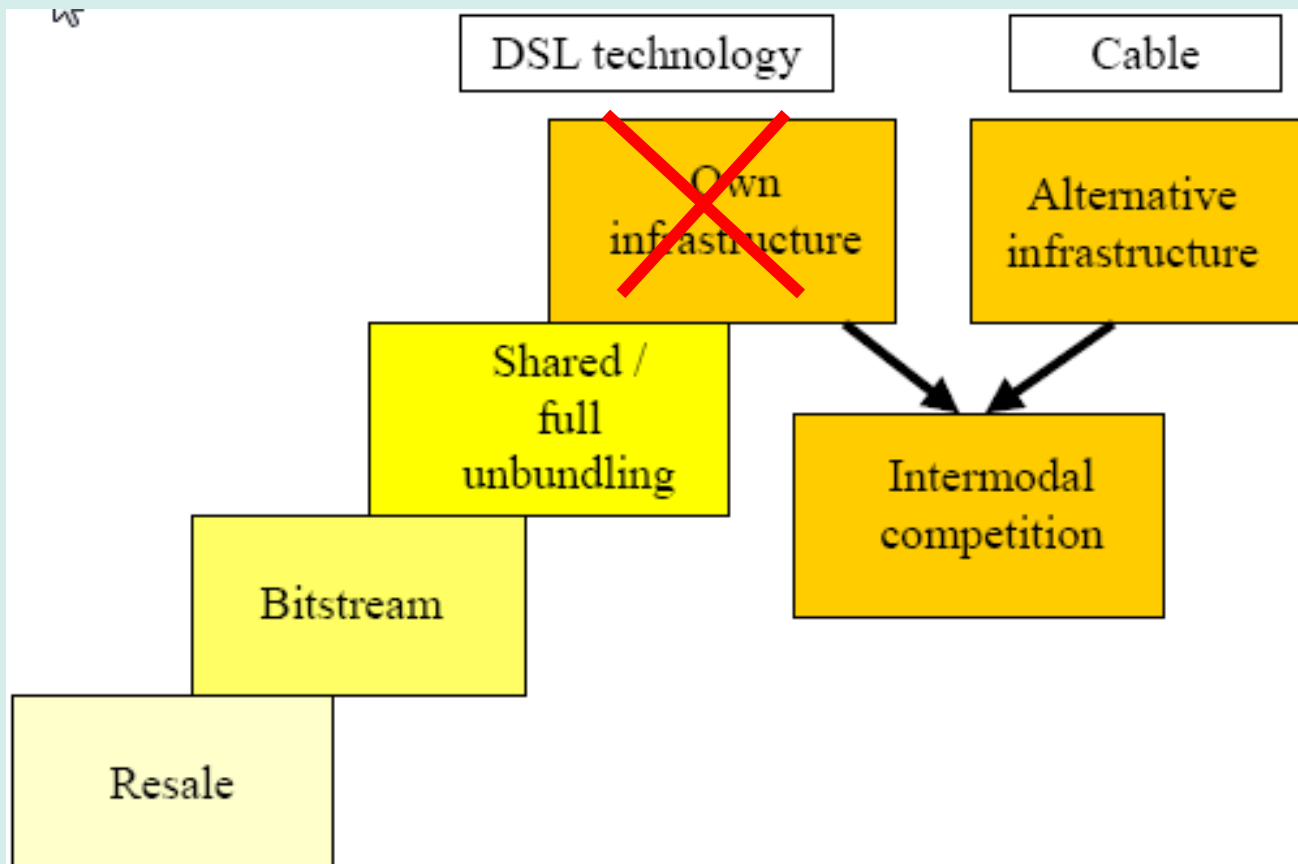 DSL technology
Cable
Own
infrastructure
Alternative
infrastructure
Shared /
full
unbundling
Intermodal
competition
Bitstream
Resale